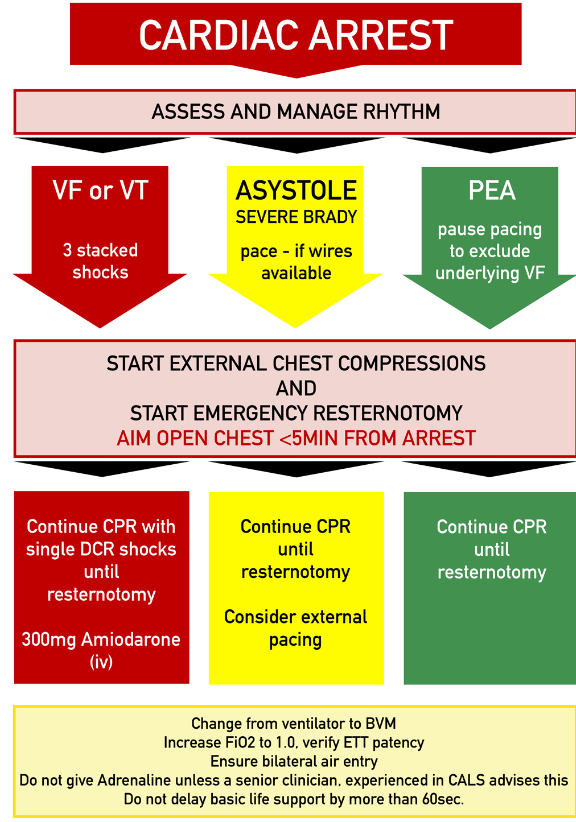 CARDIAC ARREST
ASSESS AND MANAGE RHYTHM
VF or VT
3 stacked
shocks
ASYSTOLE
SEVERE BRADY
pace - if wires
available
PEA
pause pacing
to exclude
underlying VF
START EXTERNAL CHEST COMPRESSIONS
AND
START EMERGENCY RESTERNOTOMY
AIM OPEN CHEST <5MIN FROM ARREST
Continue CPR with
single DCR shocks
until
resternotomy
300mg Amiodarone
(iv)
Continue CPR
until
resternotomy
Consider external
pacing
Continue CPR
until
resternotomy
Change from ventilator to BVM
Increase FiO2 to 1.0, verify ETT patency
Ensure bilateral air entry
Do not give Adrenaline unless a senior clinician, experienced in CALS advises this
Do not delay basic life support by more than 60sec.